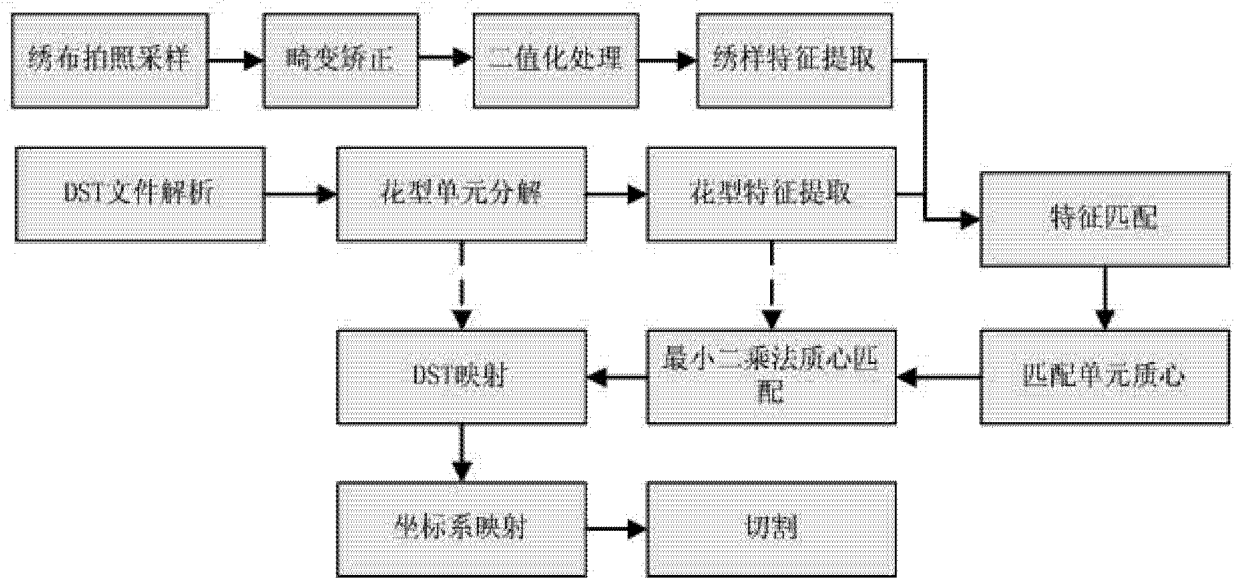 绣布拍照采样
畸变矫正
二值化处理
绣样特征提取
DST文件解析
花型单元分解
花型特征提取
特征匹配
DST映射
最小二乘法质心匹
配
匹配单元质心
坐标系映射
切割